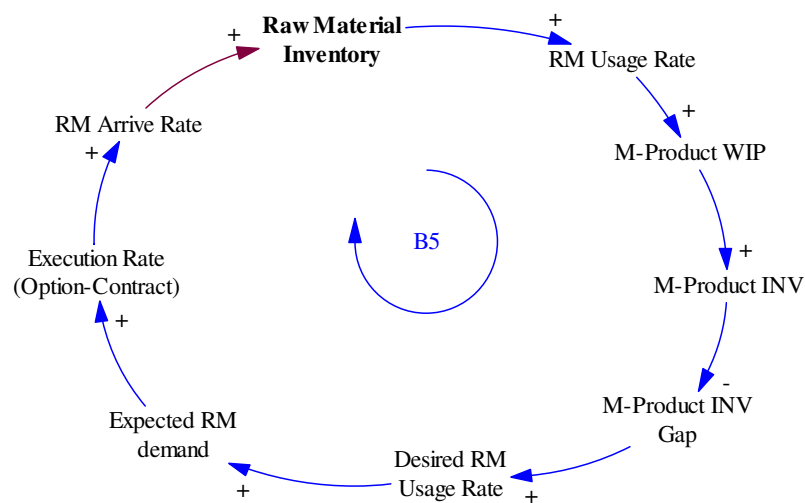 Raw Material
Inventory
+
RM Usage Rate
+
M-Product WIP
+
M-Product INV
-
M-Product INV
Gap
+
Desired RM
Usage Rate
+
Expected RM
demand
+
Execution Rate
(Option-Contract)
+
RM Arrive Rate
+
B5